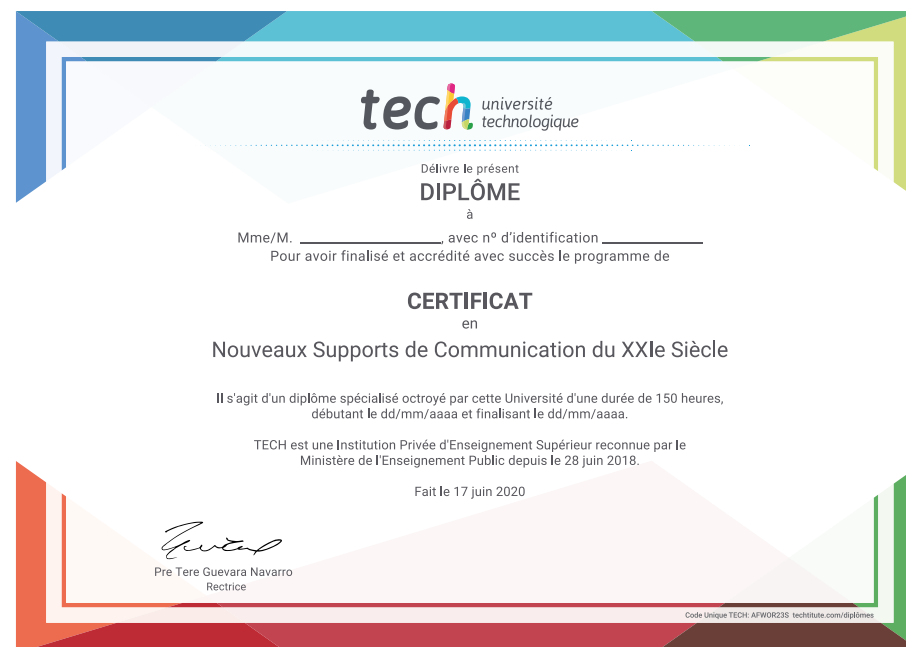 tech université
technologique
Délivre le présent
DIPLÔME
à
Mme/M. ____________________, avec nº d'identification ______________
Pour avoir finalisé et accrédité avec succès le programme de
CERTIFICAT
en
Nouveaux Supports de Communication du XXIe Siècle
Il s'agit d'un diplôme spécialisé octroyé par cette Université d'une durée de 150 heures,
débutant le dd/mm/aaaa et finalisant le dd/mm/aaaa.
TECH est une Institution Privée d'Enseignement Supérieur reconnue par le
Ministère de l'Enseignement Public depuis le 28 juin 2018.
Fait le 17 juin 2020
Pre Tere Guevara Navarro
Rectrice
Code Unique TECH: AFWOR23S techtitute.com/diplômes